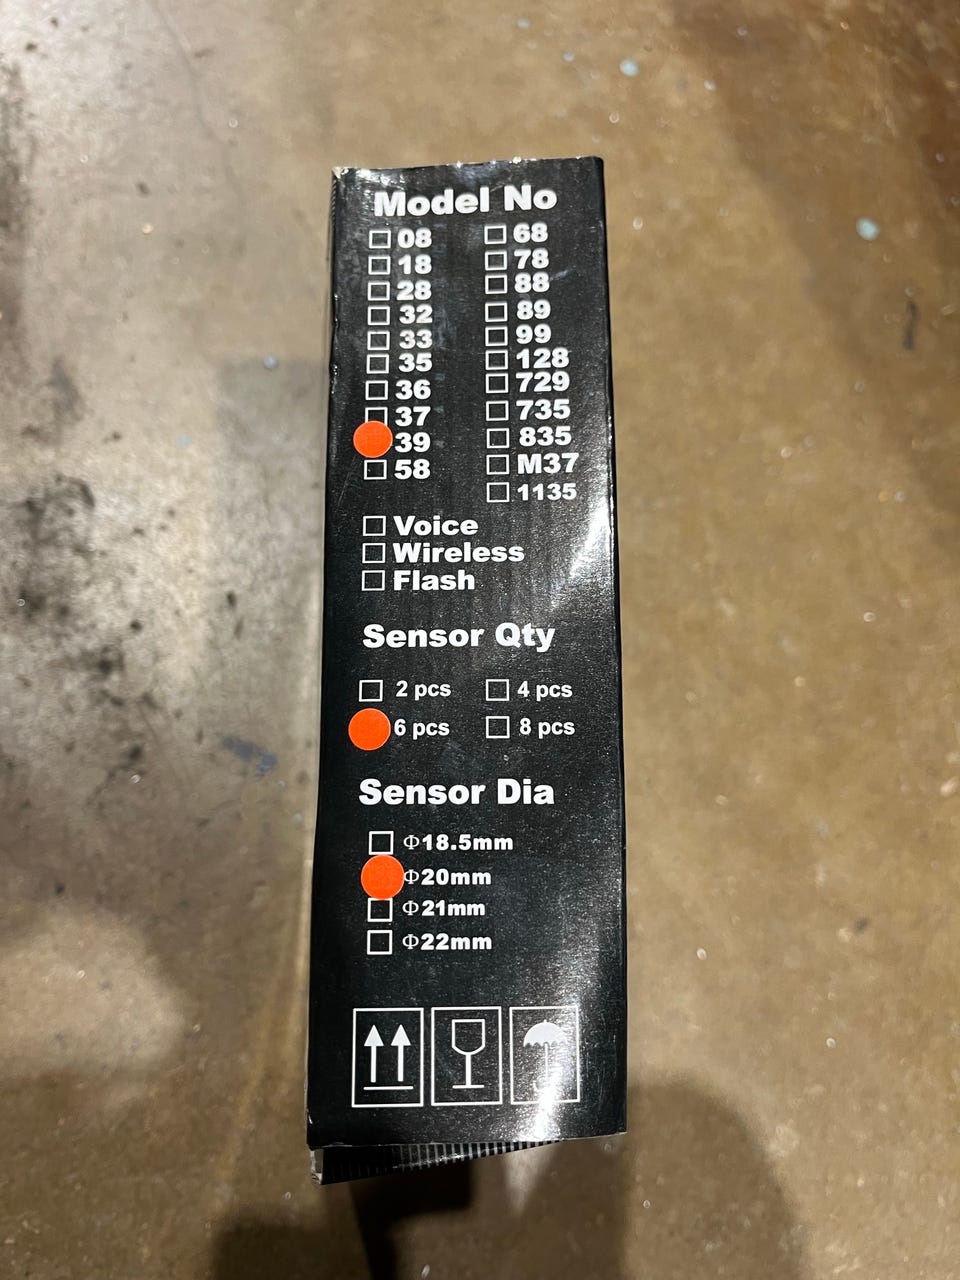 Model No
08 68
18 78
28 88
32 89
33 99
35 128
36 729
37 735
39 835
58 M37
1135
Voice
Wireless
Flash
Sensor Qty
2 pcs 4 pcs
6 pcs 8 pcs
Sensor Dia
Φ18.5mm
Φ20mm
Φ21mm
Φ22mm